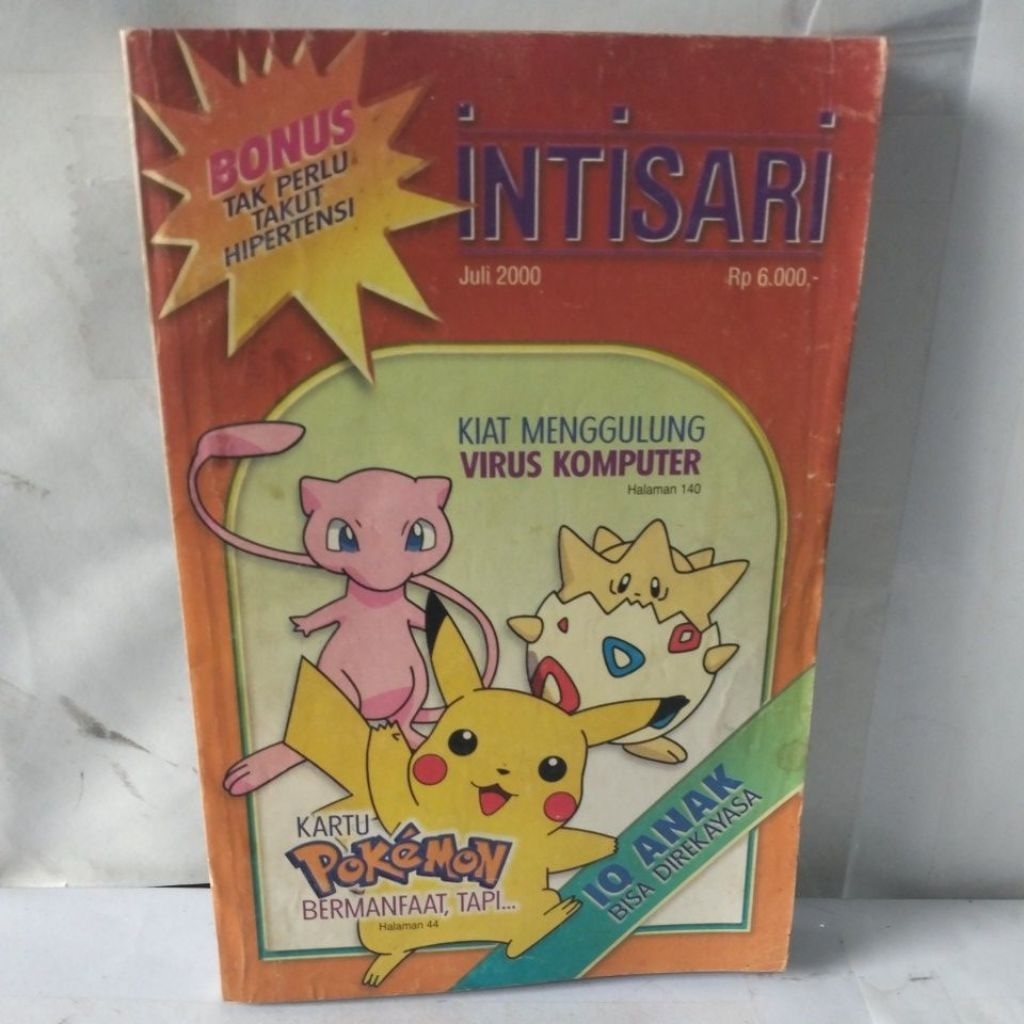 BONUS
TAK PERLU
TAKUT
HIPERTENSI
INTISARI
Juli 2000
Rp 6.000,-
KIAT MENGGULUNG
VIRUS KOMPUTER
Halaman 140
KARTU
POKéMON
BERMANFAAT, TAPI...
Halaman 44
IQ ANAK
BISA DIREKAYASA